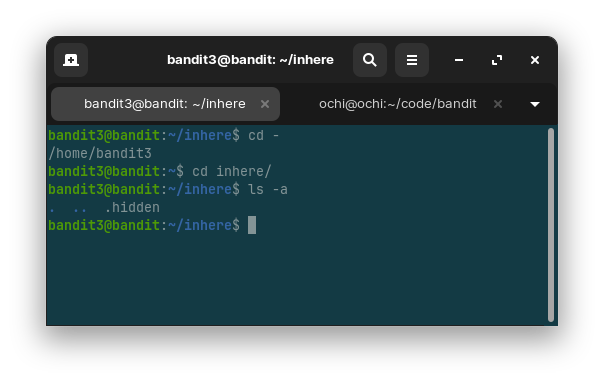 bandit3@bandit: ~/inhere
bandit3@bandit: ~/inhere
ochi@ochi:~/code/bandit
bandit3@bandit:~/inhere$ cd -
/home/bandit3
bandit3@bandit:~$ cd inhere/
bandit3@bandit:~/inhere$ ls -a
.  ..  .hidden
bandit3@bandit:~/inhere$